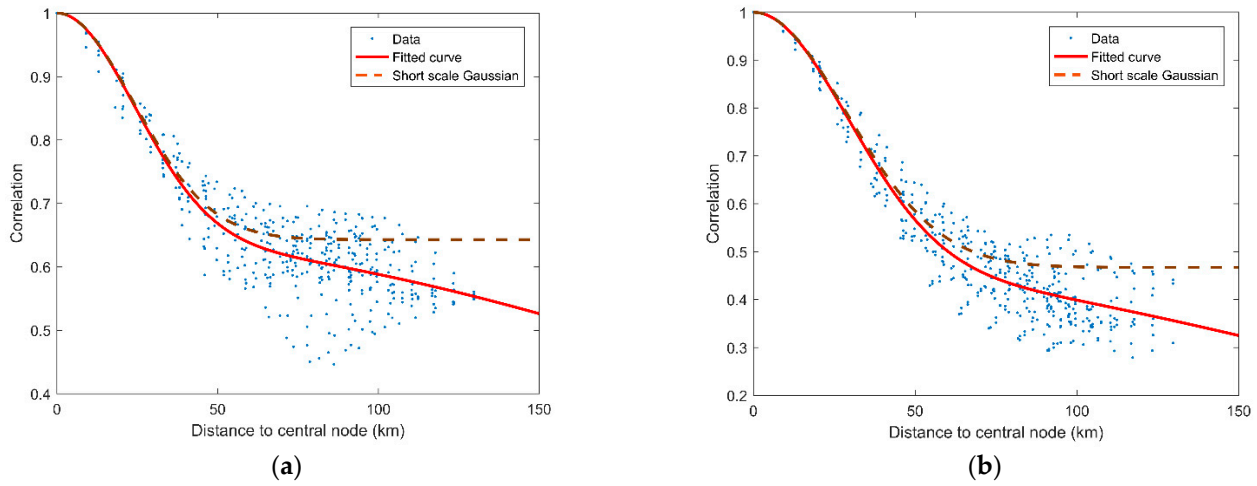 1
0.9
0.8
0.7
0.6
0.5
0.4
0
50
100
150
Correlation
Distance to central node (km)
Data
Fitted curve
Short scale Gaussian
(a)
1
0.9
0.8
0.7
0.6
0.5
0.4
0.3
0.2
0
50
100
150
Correlation
Distance to central node (km)
Data
Fitted curve
Short scale Gaussian
(b)